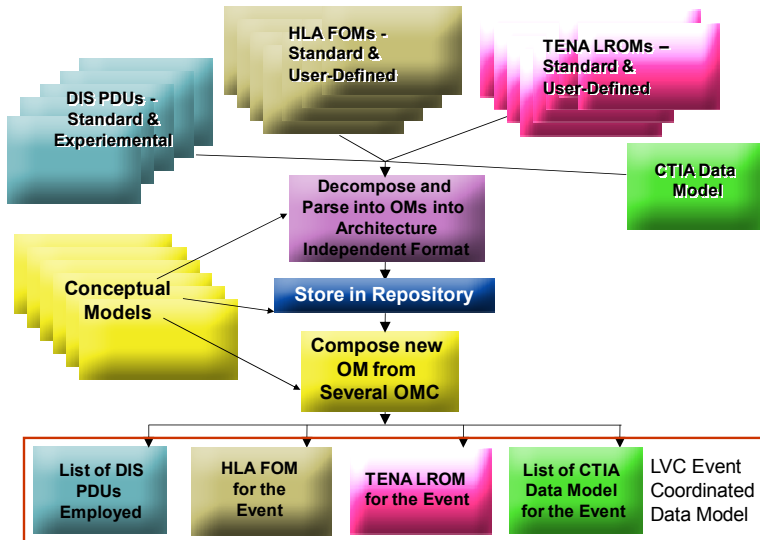 HLA FOMs -
Standard &
User-Defined
TENA LROMs –
Standard &
User-Defined
DIS PDUs -
Standard &
Experiemental
CTIA Data
Model
Decompose and
Parse into OMs into
Architecture
Independent Format
Conceptual
Models
Store in Repository
Compose new
OM from
Several OMC
List of DIS
PDUs
Employed
HLA FOM
for the
Event
TENA LROM
for the Event
List of CTIA
Data Model
for the Event
LVC Event
Coordinated
Data Model